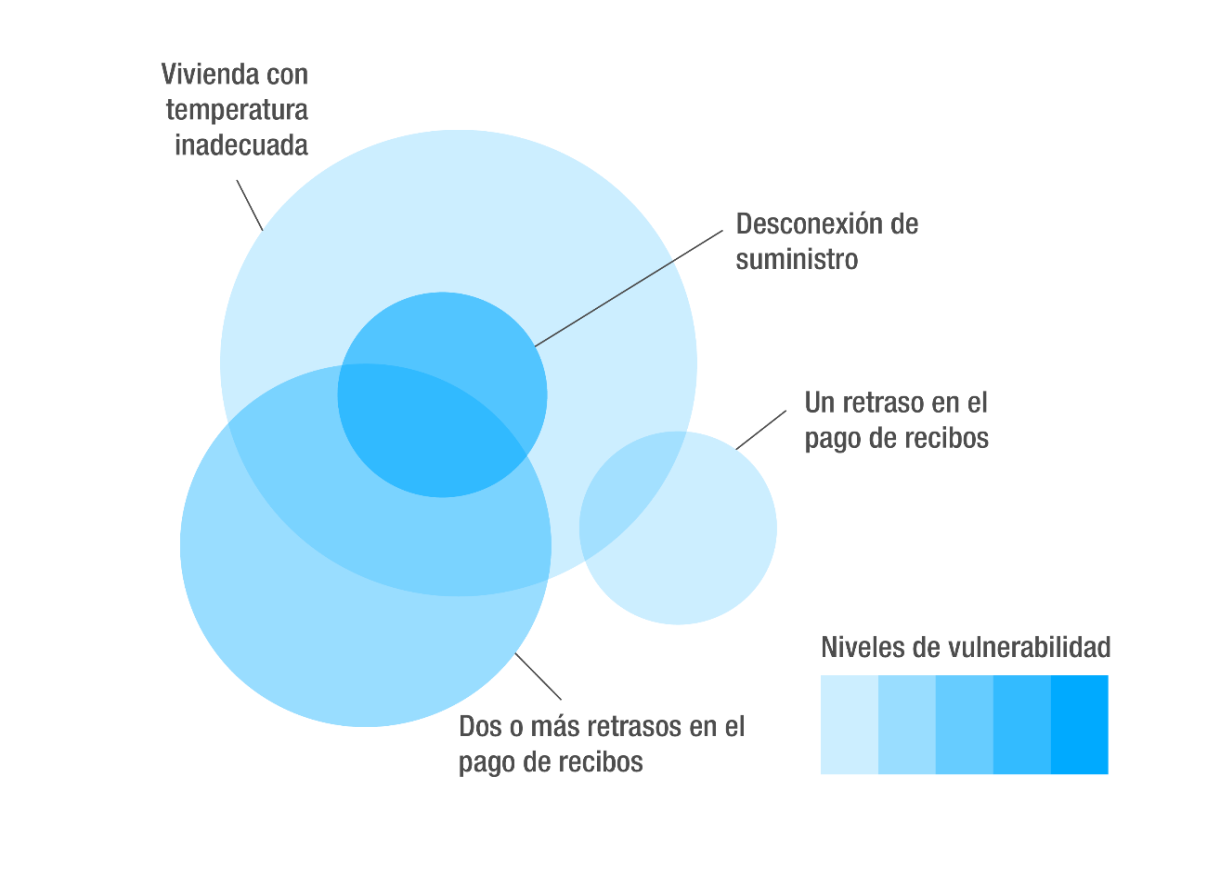 Vivienda con
temperatura
inadecuada
Desconexión de
suministro
Un retraso en el
pago de recibos
Niveles de vulnerabilidad
Dos o más retrasos en el
pago de recibos